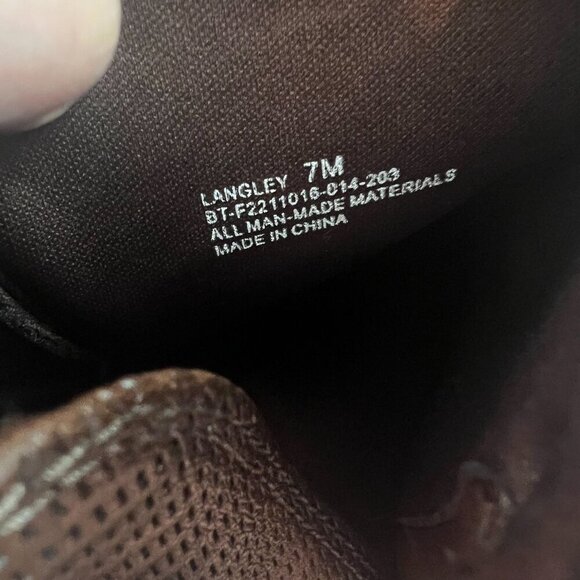 LANGLEY 7M
BT-F2211016-014-203
ALL MAN-MADE MATERIALS
MADE IN CHINA